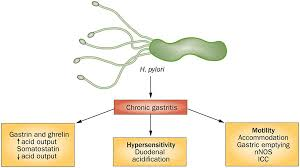 H. pylori
Chronic gastritis
Gastrin and ghrelin
↑ acid output
Somatostatin
↓ acid output
Hypersensitivity
Duodenal
acidification
Motility
Accommodation
Gastric emptying
nNOS
ICC